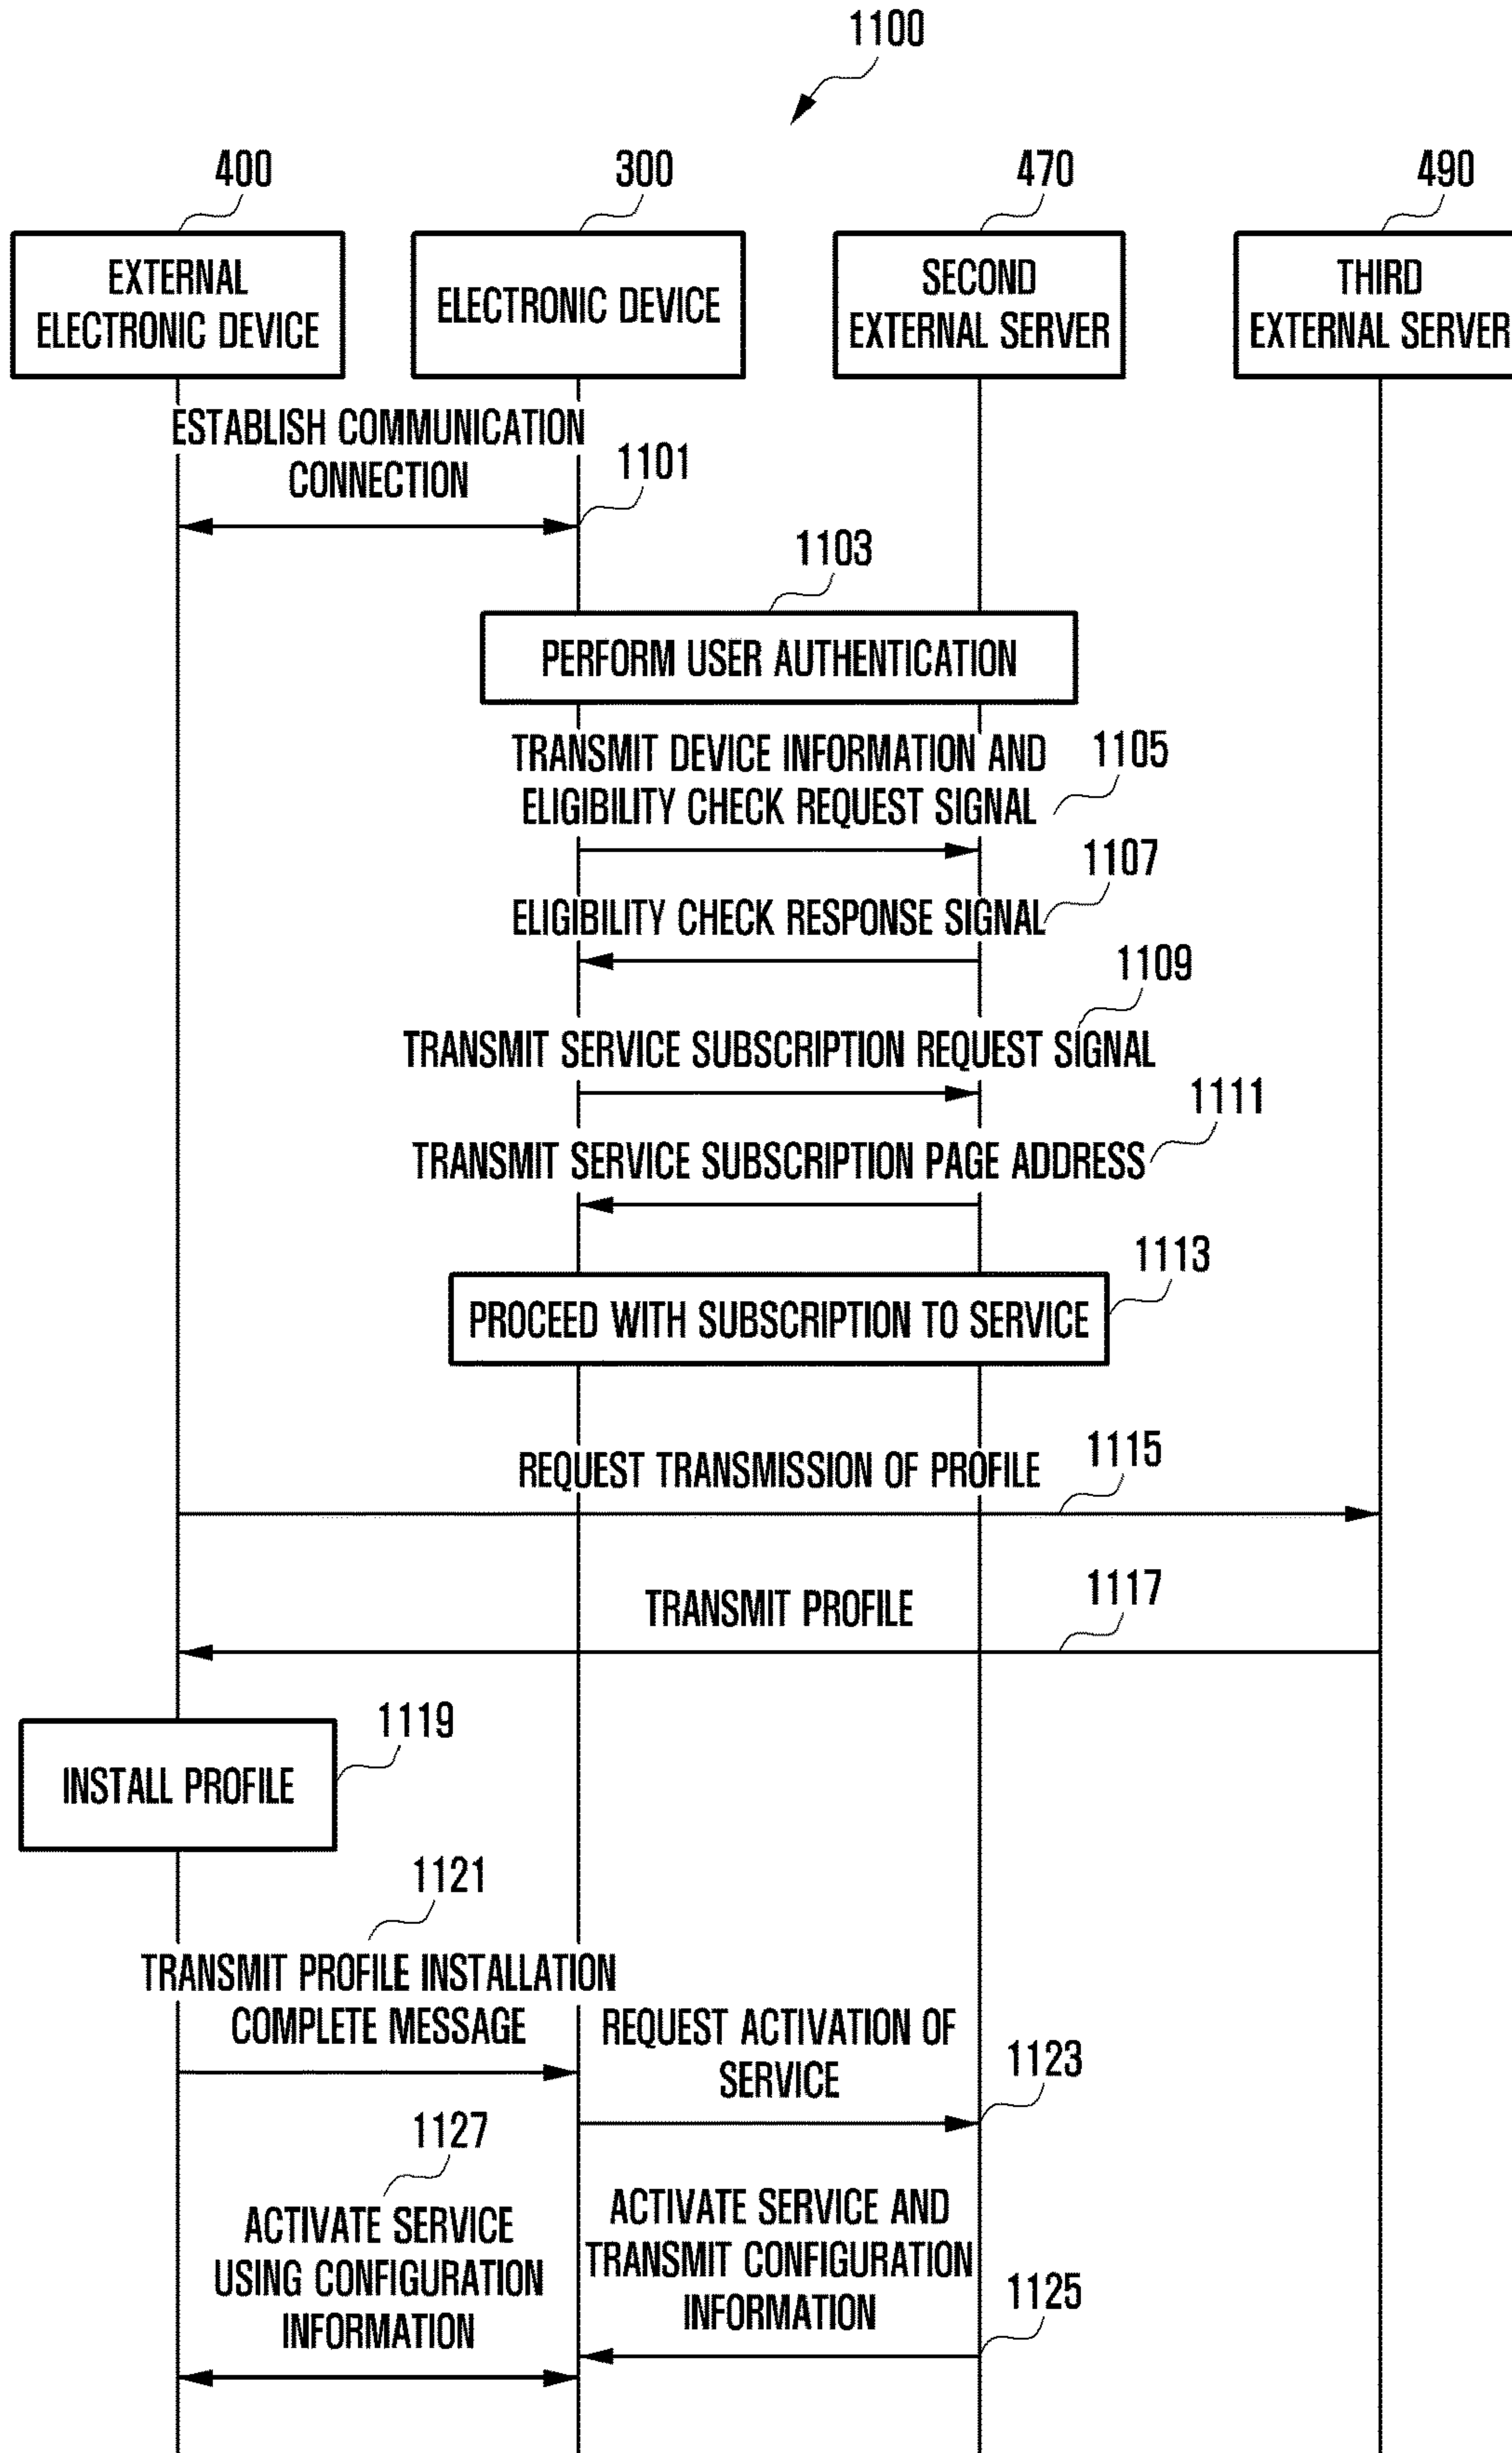 1100
400
300
470
490
EXTERNAL
ELECTRONIC DEVICE
ELECTRONIC DEVICE
SECOND
EXTERNAL SERVER
THIRD
EXTERNAL SERVER
ESTABLISH COMMUNICATION
CONNECTION
1101
1103
PERFORM USER AUTHENTICATION
TRANSMIT DEVICE INFORMATION AND
ELIGIBILITY CHECK REQUEST SIGNAL
1105
1107
ELIGIBILITY CHECK RESPONSE SIGNAL
1109
TRANSMIT SERVICE SUBSCRIPTION REQUEST SIGNAL
1111
TRANSMIT SERVICE SUBSCRIPTION PAGE ADDRESS
1113
PROCEED WITH SUBSCRIPTION TO SERVICE
REQUEST TRANSMISSION OF PROFILE
1115
TRANSMIT PROFILE
1117
1119
INSTALL PROFILE
1121
TRANSMIT PROFILE INSTALLATION
COMPLETE MESSAGE
REQUEST ACTIVATION OF
SERVICE
1123
1127
ACTIVATE SERVICE
USING CONFIGURATION
INFORMATION
ACTIVATE SERVICE AND
TRANSMIT CONFIGURATION
INFORMATION
1125